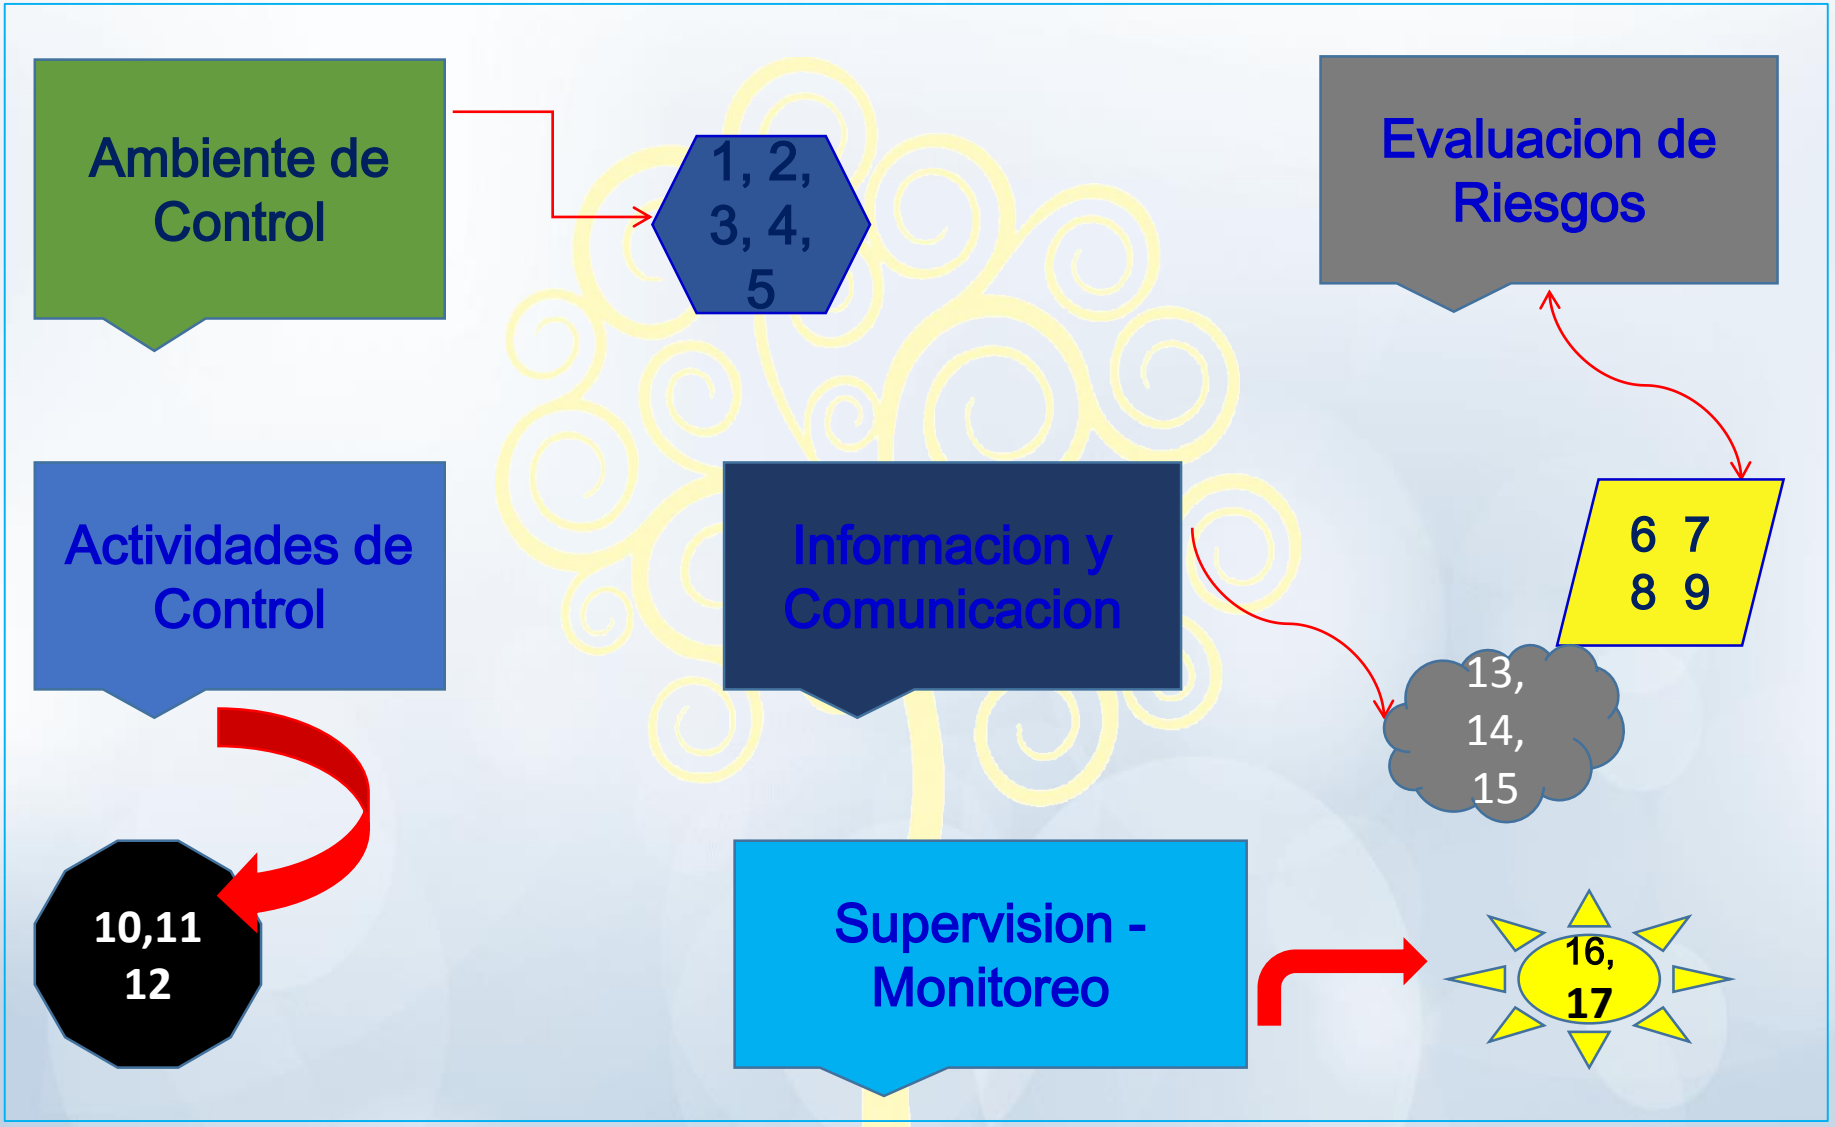 Ambiente de
Control
1, 2,
3, 4,
5
Evaluacion de
Riesgos
Actividades de
Control
Informacion y
Comunicacion
6 7
8 9
13,
14,
15
10,11
12
Supervision -
Monitoreo
16,
17